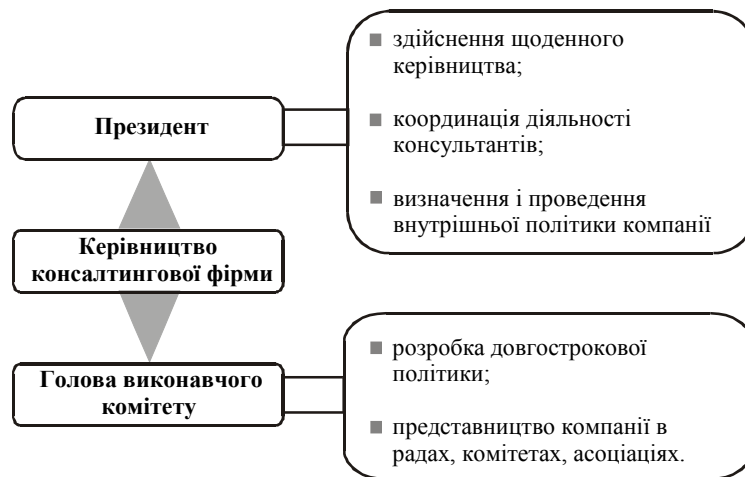 Президент
здійснення щоденного
керівництва;
координація діяльності
консультантів;
визначення і проведення
внутрішньої політики компанії
Керівництво
консалтингової фірми
Голова виконавчого
комітету
розробка довгострокової
політики;
представництво компанії в
радах, комітетах, асоціаціях.